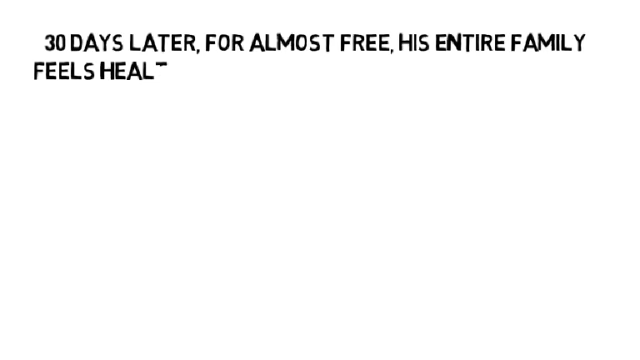 30 DAYS LATER, FOR ALMOST FREE, HIS ENTIRE FAMILY
FEELS HEAL